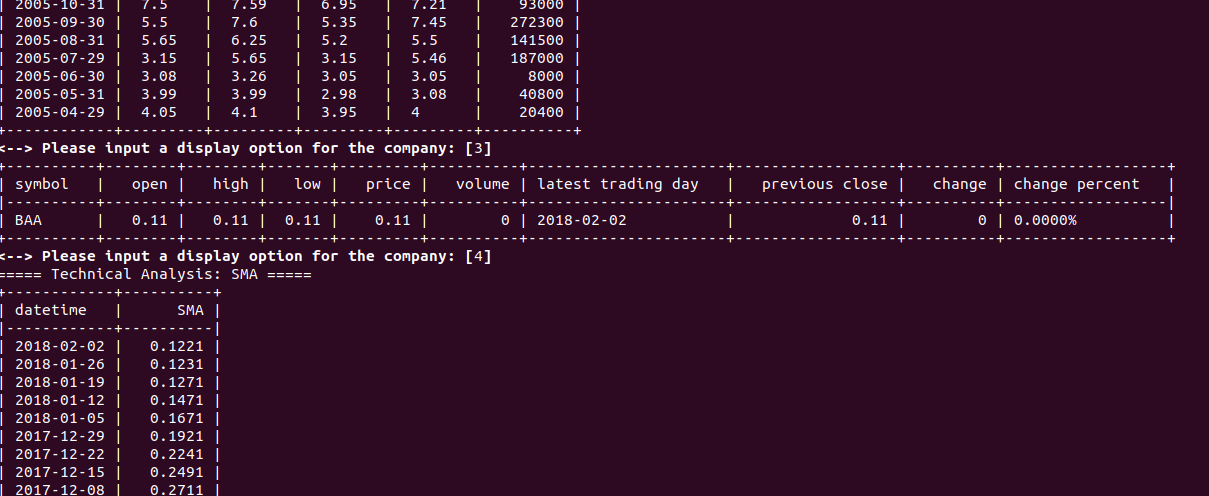 | 2005-10-31 |  7.5    |  7.59   |  6.95   |  7.21   |    93000 |
| 2005-09-30 |  5.5    |  7.6    |  5.35   |  7.45   |   272300 |
| 2005-08-31 |  5.65   |  6.25   |  5.2    |  5.5    |   141500 |
| 2005-07-29 |  3.15   |  5.65   |  3.15   |  5.46   |   187000 |
| 2005-06-30 |  3.08   |  3.26   |  3.05   |  3.05   |     8000 |
| 2005-05-31 |  3.99   |  3.99   |  2.98   |  3.08   |    40800 |
| 2005-04-29 |  4.05   |  4.1    |  3.95   |  4      |    20400 |
+------------+---------+---------+---------+---------+----------+
<--> Please input a display option for the company: [3]
+----------+--------+--------+-------+---------+----------+----------------------+------------------+----------+------------------+
| symbol   |   open |   high |   low |   price |   volume | latest trading day   |   previous close |   change | change percent   |
|----------+--------+--------+-------+---------+----------+----------------------+------------------+----------+------------------|
| BAA      |   0.11 |   0.11 |  0.11 |    0.11 |        0 | 2018-02-02           |             0.11 |        0 | 0.0000%          |
+----------+--------+--------+-------+---------+----------+----------------------+------------------+----------+------------------+
<--> Please input a display option for the company: [4]
===== Technical Analysis: SMA =====
+------------+----------+
| datetime   |      SMA |
|------------+----------|
| 2018-02-02 |   0.1221 |
| 2018-01-26 |   0.1231 |
| 2018-01-19 |   0.1271 |
| 2018-01-12 |   0.1471 |
| 2018-01-05 |   0.1671 |
| 2017-12-29 |   0.1921 |
| 2017-12-22 |   0.2241 |
| 2017-12-15 |   0.2491 |
| 2017-12-08 |   0.2711 |